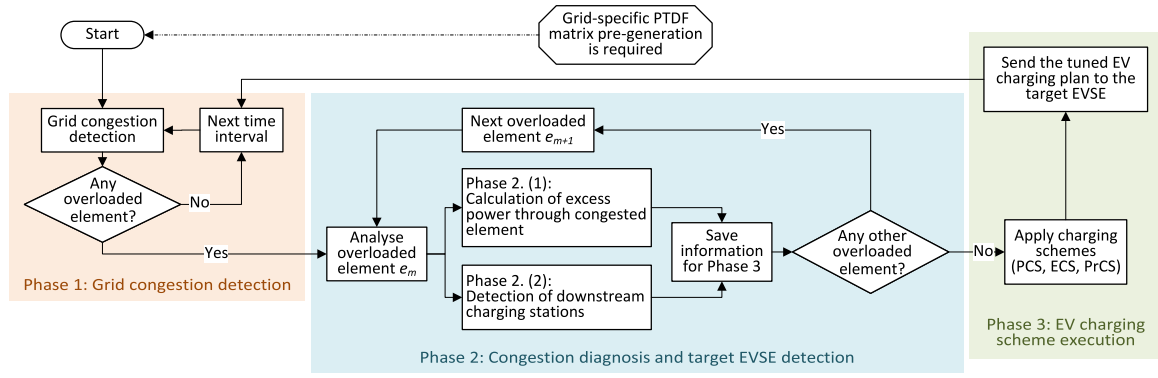 Start
Grid-specific PTDF
matrix pre-generation
is required
Grid congestion
detection
Next time
interval
Any
overloaded
element?
No
Yes
Phase 1: Grid congestion detection
Next overloaded
element e_{m+1}
Yes
Analyse
overloaded
element e_m
Phase 2. (1):
Calculation of excess
power through congested
element
Phase 2. (2):
Detection of downstream
charging stations
Save
information
for Phase 3
Any other
overloaded
element?
No
Phase 2: Congestion diagnosis and target EVSE detection
Send the tuned EV
charging plan to the
target EVSE
Apply charging
schemes
(PCS, ECS, PrCS)
Phase 3: EV charging
scheme execution